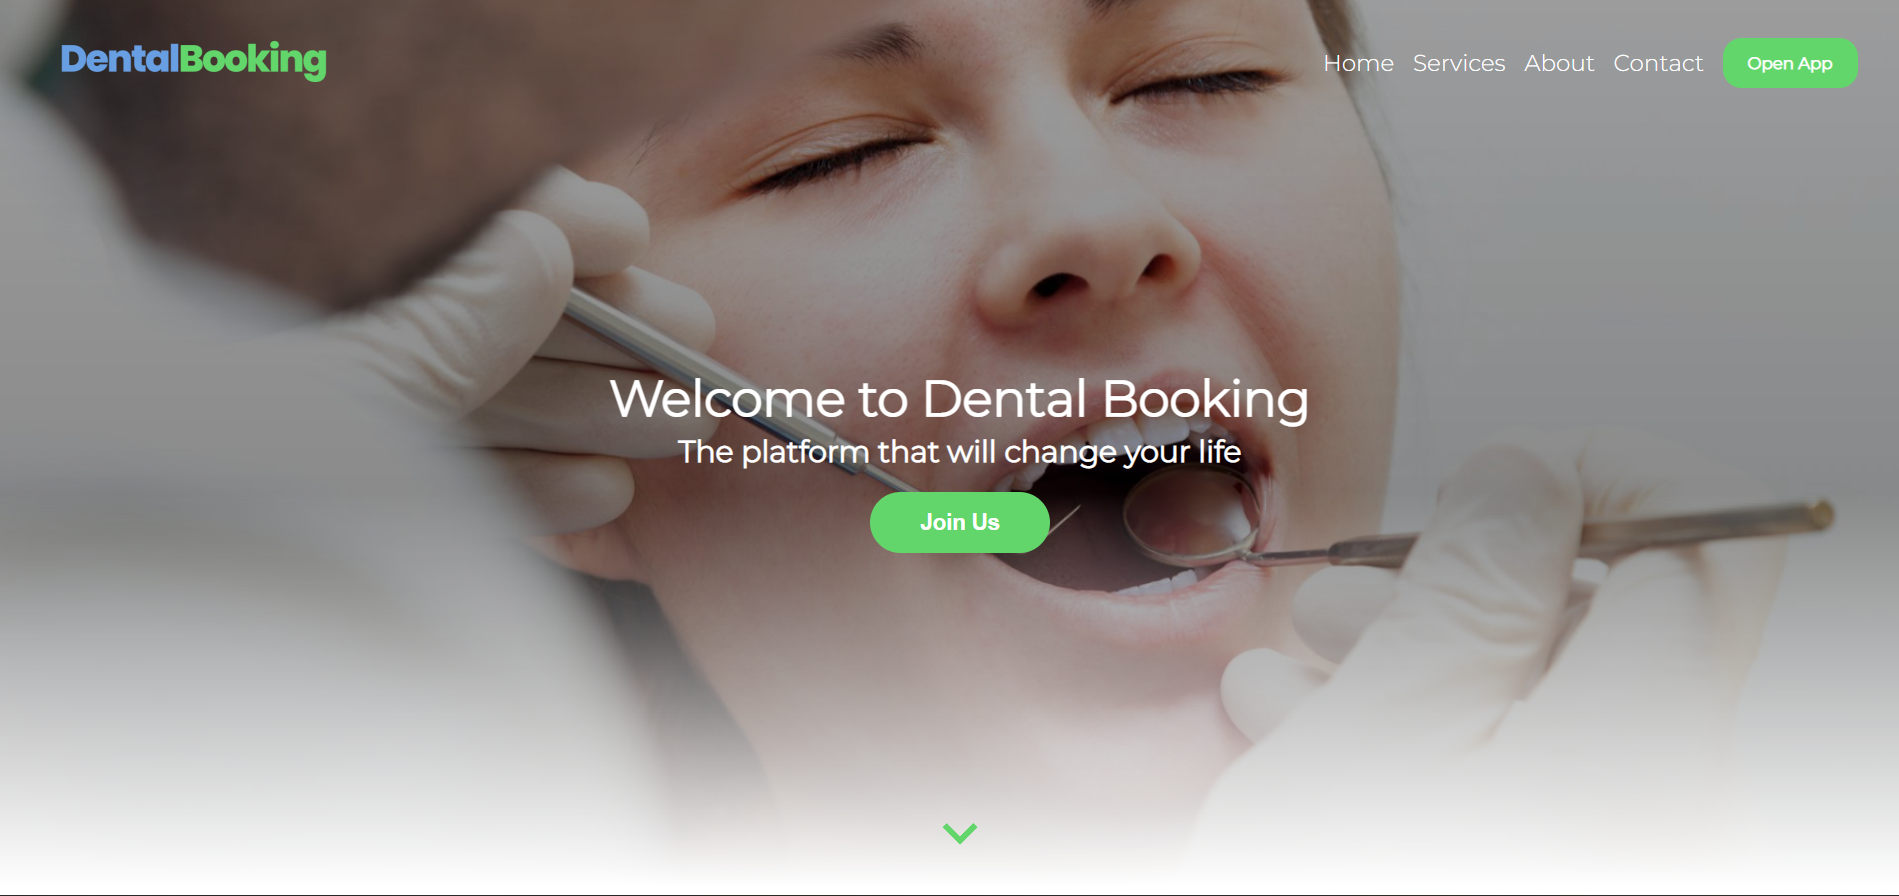 DentalBooking
Home Services About Contact Open App
Welcome to Dental Booking
The platform that will change your life
Join Us